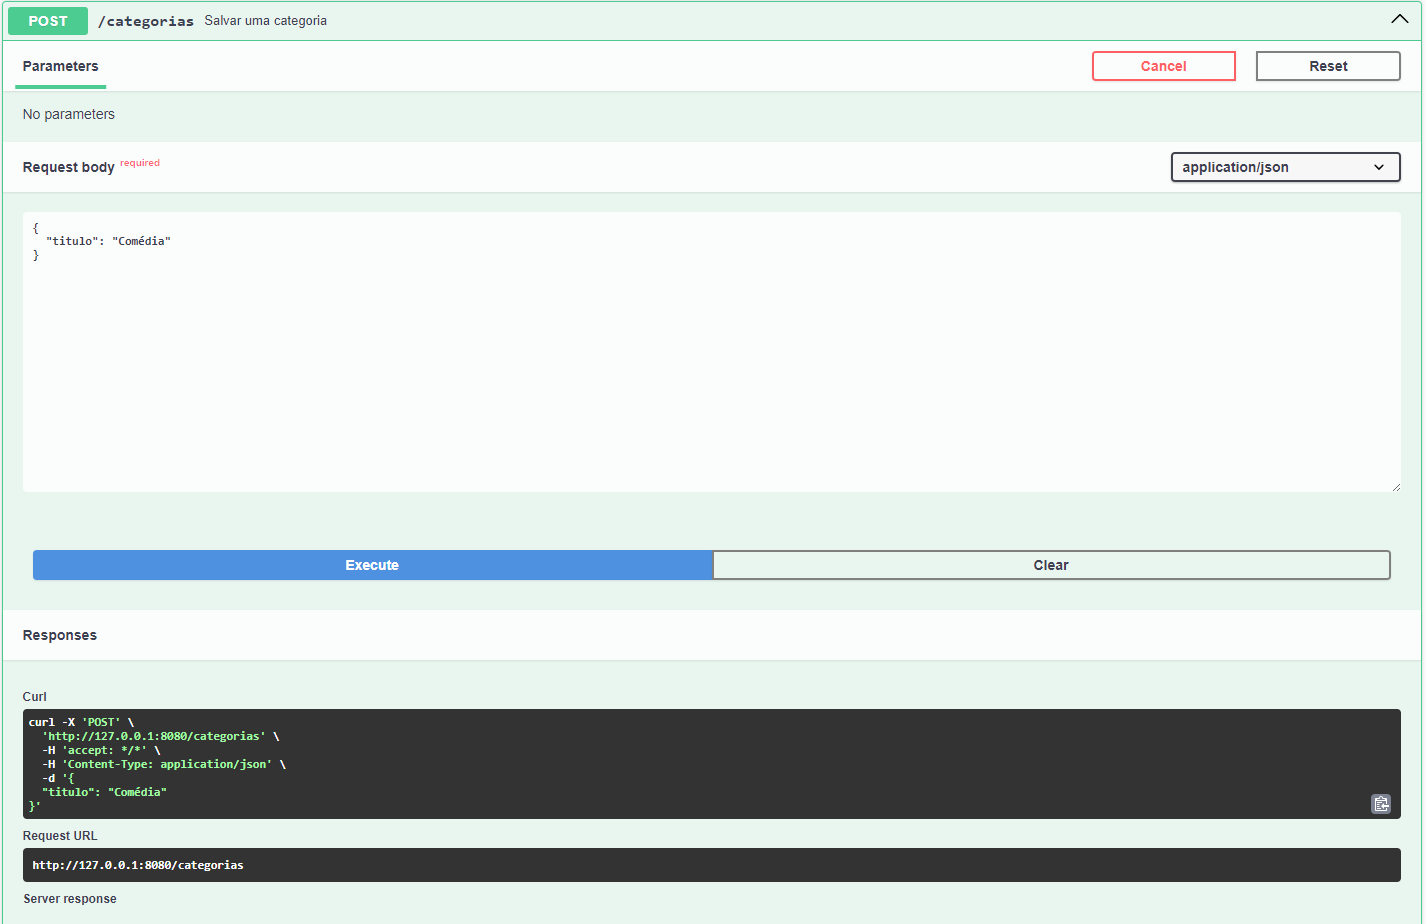 POST /categorias Salvar uma categoria
Parameters
Cancel
Reset
No parameters
Request body required
application/json
{
  "titulo": "Comédia"
}
Execute
Clear
Responses
Curl
curl -X 'POST' \
  'http://127.0.0.1:8080/categorias' \
  -H 'accept: */*' \
  -H 'Content-Type: application/json' \
  -d '{
  "titulo": "Comédia"
}'
Request URL
http://127.0.0.1:8080/categorias
Server response